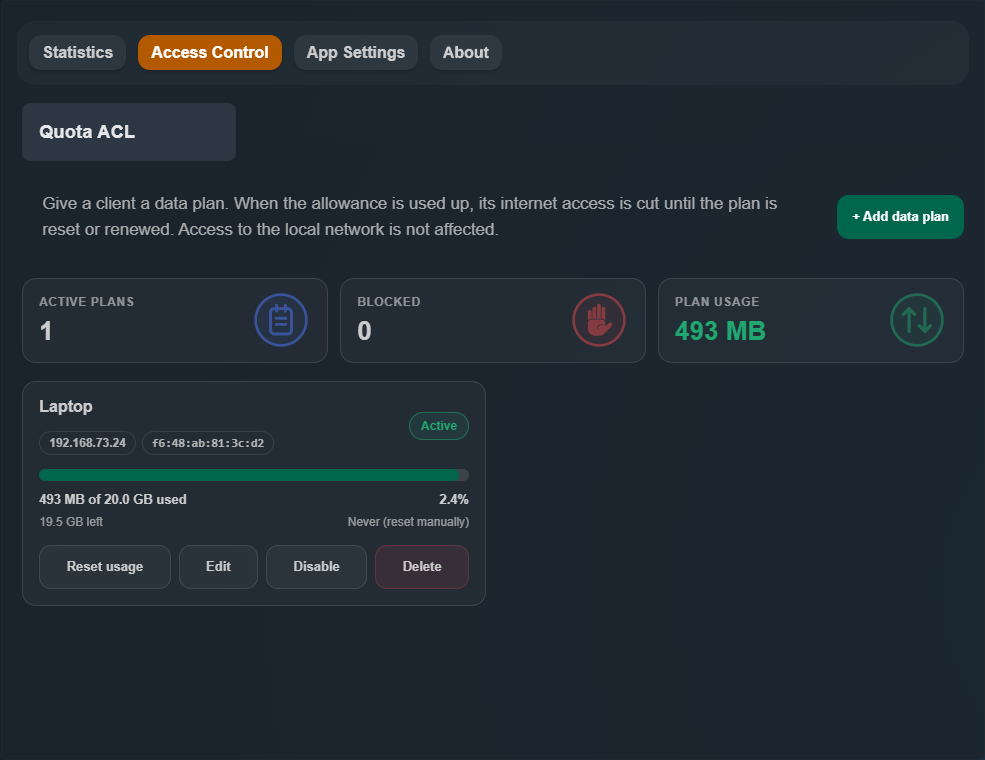 Statistics
Access Control
App Settings
About
Quota ACL
Give a client a data plan. When the allowance is used up, its internet access is cut until the plan is
reset or renewed. Access to the local network is not affected.
+ Add data plan
ACTIVE PLANS
1
BLOCKED
0
PLAN USAGE
493 MB
Laptop
Active
192.168.73.24
f6:48:ab:81:3c:d2
493 MB of 20.0 GB used
2.4%
19.5 GB left
Never (reset manually)
Reset usage
Edit
Disable
Delete